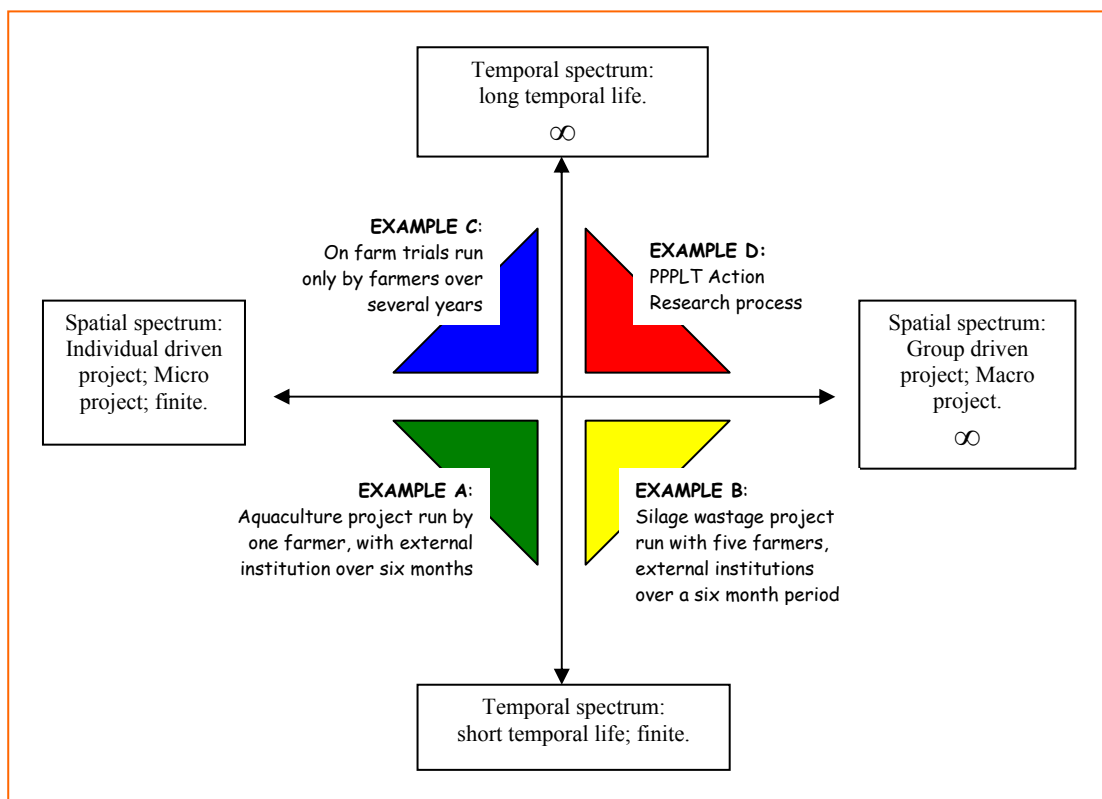 Temporal spectrum:
long temporal life.
∞
EXAMPLE C:
On farm trials run
only by farmers over
several years
EXAMPLE D:
PPPLT Action
Research process
Spatial spectrum:
Individual driven
project; Micro
project; finite.
Spatial spectrum:
Group driven
project; Macro
project.
∞
EXAMPLE A:
Aquaculture project run by
one farmer, with external
institution over six months
EXAMPLE B:
Silage wastage project
run with five farmers,
external institutions
over a six month period
Temporal spectrum:
short temporal life; finite.